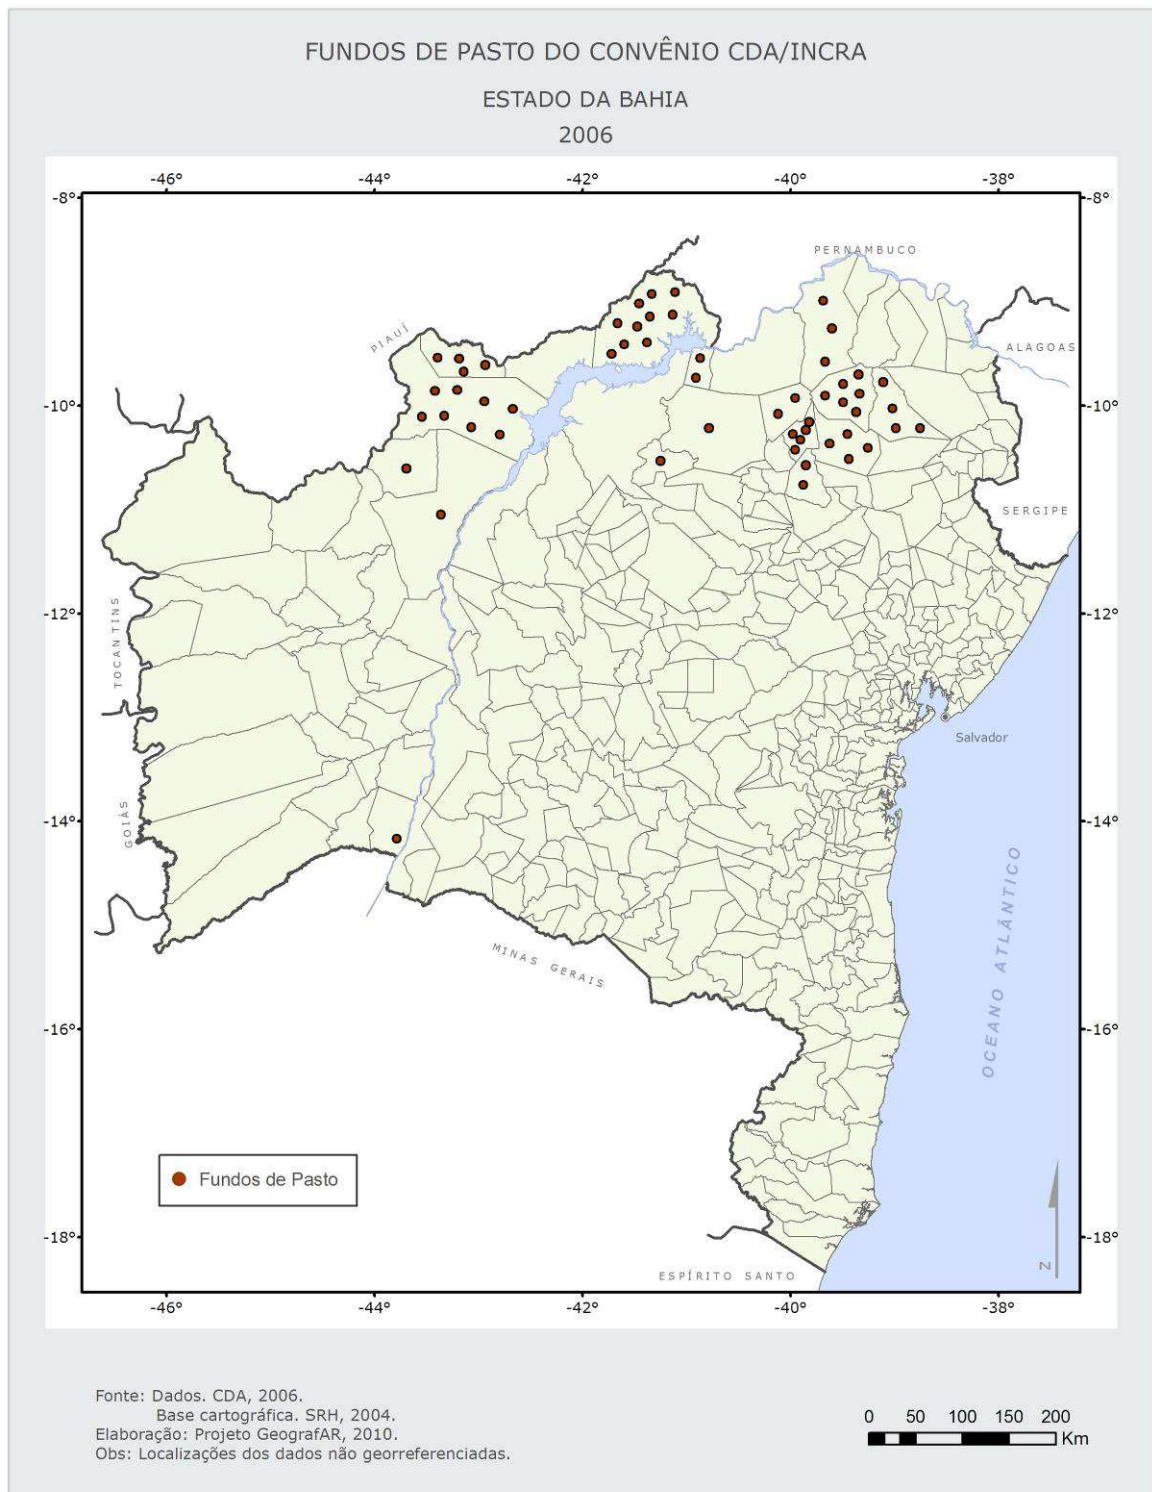 FUNDOS DE PASTO DO CONVÊNIO CDA/INCRA
ESTADO DA BAHIA
2006
-46° -44° -42° -40° -38°
-8° -8°
PERNAMBUCO
PIAUÍ
ALAGOAS
-10° -10°
SERGIPE
-12° -12°
TOCANTINS
Salvador
GOIÁS
-14° -14°
OCEANO ATLÂNTICO
MINAS GERAIS
-16° -16°
Fundos de Pasto
-18° -18°
N
ESPÍRITO SANTO
-46° -44° -42° -40° -38°
Fonte: Dados. CDA, 2006.
Base cartográfica. SRH, 2004.
Elaboração: Projeto GeografAR, 2010.
Obs: Localizações dos dados não georreferenciadas.
0 50 100 150 200
Km